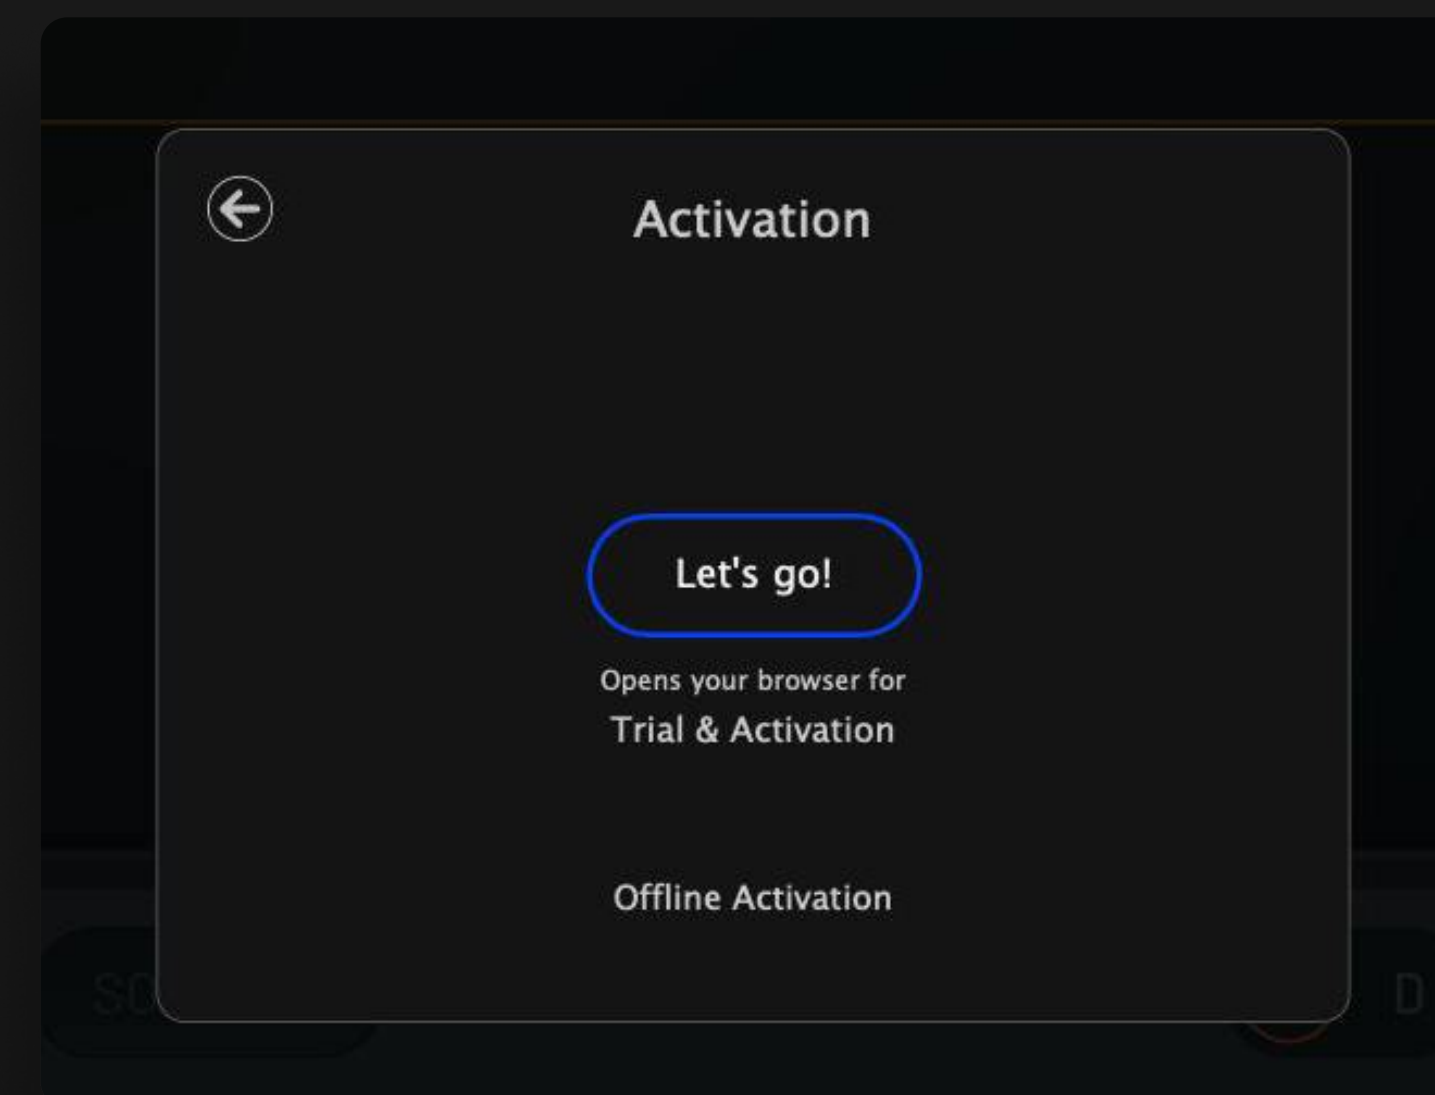 Activation
Let's go!
Opens your browser for
Trial & Activation
Offline Activation
D